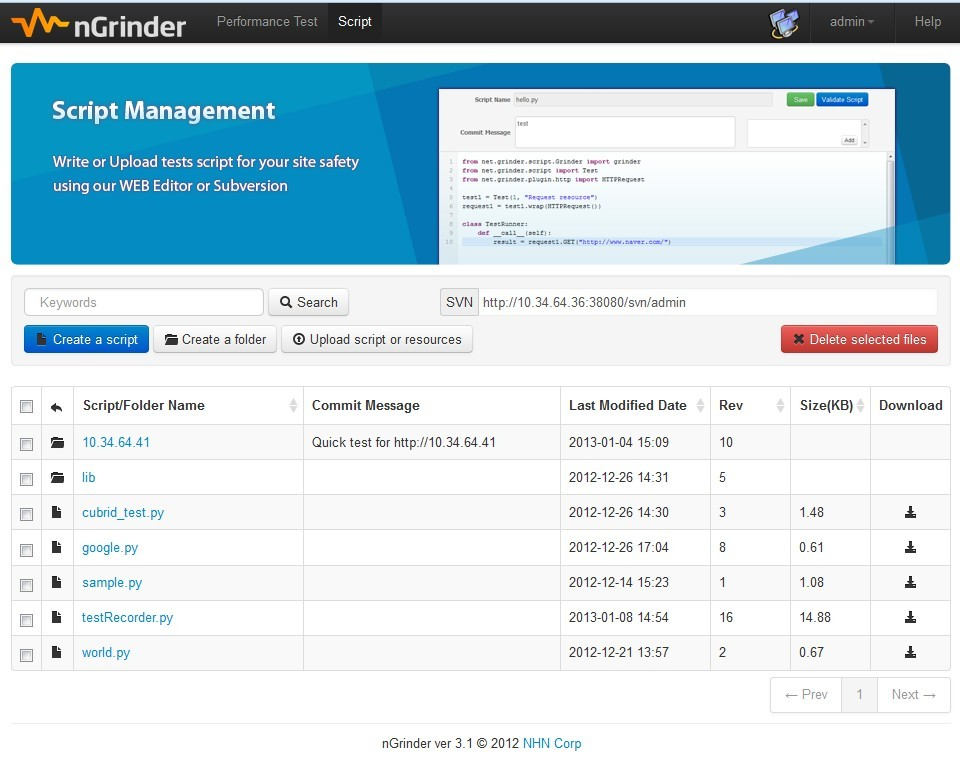 nGrinder Performance Test Script admin Help
Script Management
Write or Upload tests script for your site safety
using our WEB Editor or Subversion
Script Name hello.py Save Validate Script
Commit Message test Add
1 from net.grinder.script.Grinder import grinder
2 from net.grinder.script import Test
3 from net.grinder.plugin.http import HTTPRequest
4
5 test1 = Test(1, "Request resource")
6 request1 = test1.wrap(HTTPRequest())
7
8 class TestRunner:
9 def __call__(self):
10 result = request1.GET("http://www.naver.com/")
Keywords Search SVN http://10.34.64.36:38080/svn/admin
Create a script Create a folder Upload script or resources Delete selected files
Script/Folder Name Commit Message Last Modified Date Rev Size(KB) Download
10.34.64.41 Quick test for http://10.34.64.41 2013-01-04 15:09 10
lib 2012-12-26 14:31 5
cubrid_test.py 2012-12-26 14:30 3 1.48
google.py 2012-12-26 17:04 8 0.61
sample.py 2012-12-14 15:23 1 1.08
testRecorder.py 2013-01-08 14:54 16 14.88
world.py 2012-12-21 13:57 2 0.67
← Prev 1 Next →
nGrinder ver 3.1 © 2012 NHN Corp